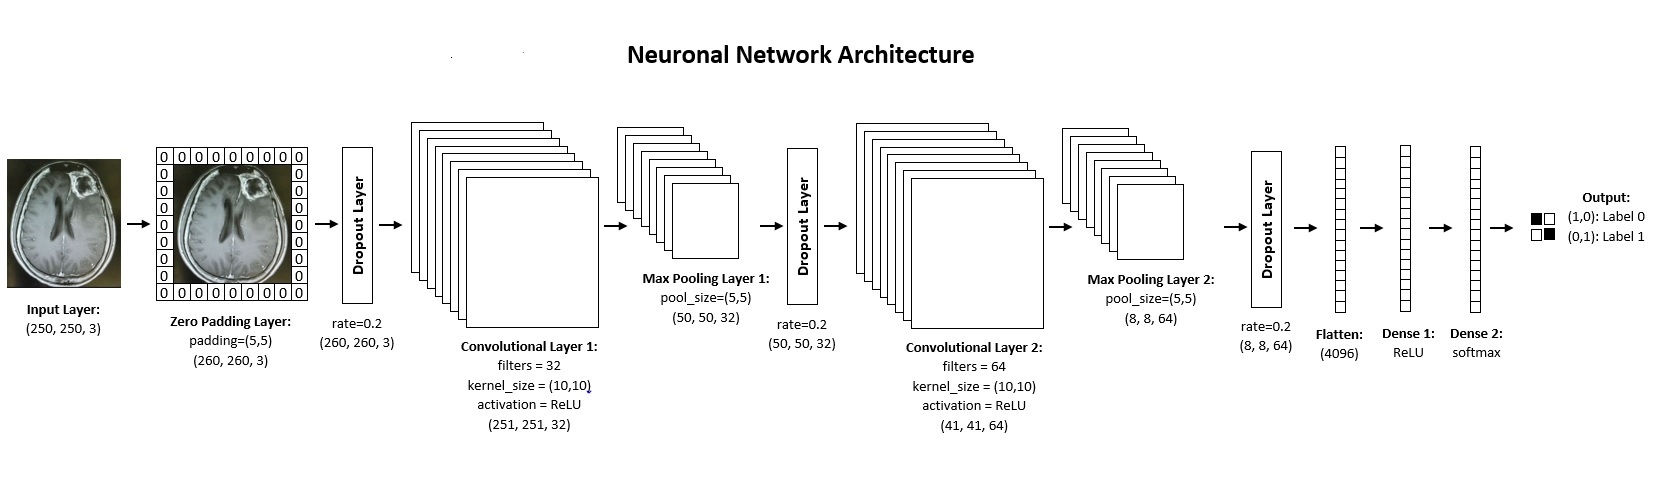 Neuronal Network Architecture
0 0 0 0 0 0 0 0 0
0 0
0 0
0 0
0 0
0 0
0 0
0 0
0 0 0 0 0 0 0 0 0
Input Layer:
(250, 250, 3)
Zero Padding Layer:
padding=(5,5)
(260, 260, 3)
Dropout Layer
rate=0.2
(260, 260, 3)
Convolutional Layer 1:
filters = 32
kernel_size = (10,10)
activation = ReLU
(251, 251, 32)
Max Pooling Layer 1:
pool_size=(5,5)
(50, 50, 32)
Dropout Layer
rate=0.2
(50, 50, 32)
Convolutional Layer 2:
filters = 64
kernel_size = (10,10)
activation = ReLU
(41, 41, 64)
Max Pooling Layer 2:
pool_size=(5,5)
(8, 8, 64)
Dropout Layer
rate=0.2
(8, 8, 64)
Flatten:
(4096)
Dense 1:
ReLU
Dense 2:
softmax
Output:
(1,0): Label 0
(0,1): Label 1